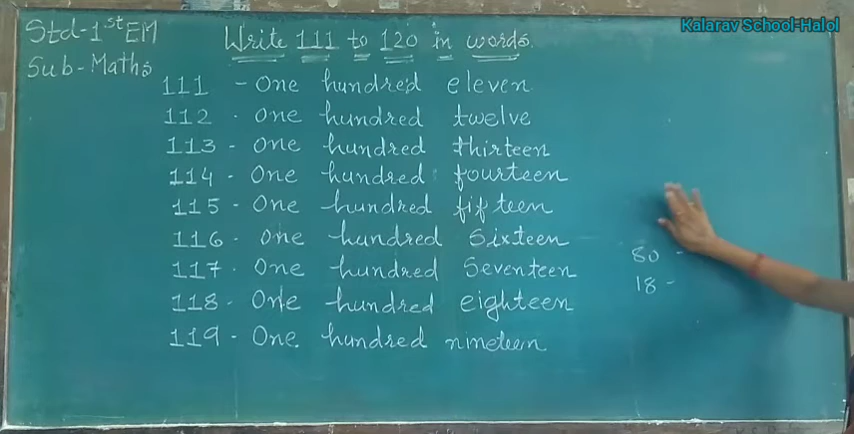 Kalarav School-Halol
Std-1st EM
Sub-Maths
Write 111 to 120 in words.
111 - One hundred eleven
112 - One hundred twelve
113 - One hundred thirteen
114 - One hundred fourteen
115 - One hundred fifteen
116 - One hundred sixteen
117 - One hundred seventeen
118 - One hundred eighteen
119 - One hundred nineteen
80 -
18 -